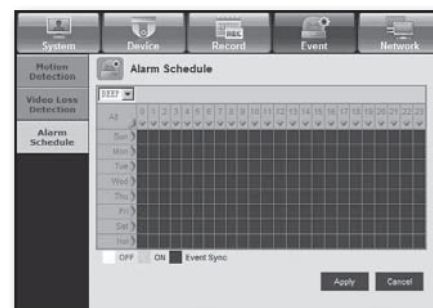 System Device Record Event Network
REC
Motion
Detection
Alarm Schedule
Video Loss
Detection
BEEP
Alarm
Schedule
All 0 1 2 3 4 5 6 7 8 9 10 11 12 13 14 15 16 17 18 19 20 21 22 23
Sun
Mon
Tue
Wed
Thu
Fri
Sat
Hol
OFF ON Event Sync
Apply Cancel